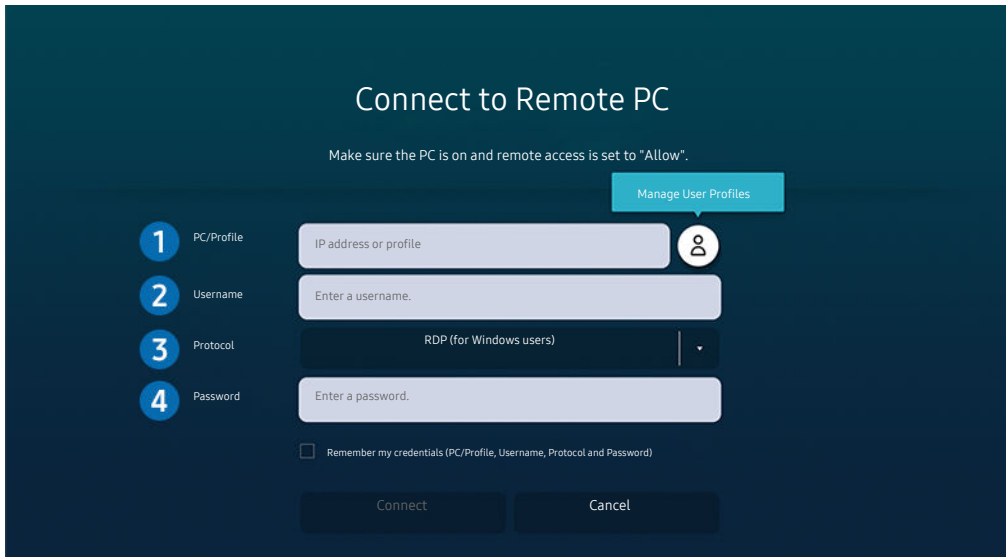 Connect to Remote PC
Make sure the PC is on and remote access is set to "Allow".
Manage User Profiles
1 PC/Profile IP address or profile
2 Username Enter a username.
3 Protocol RDP (for Windows users)
4 Password Enter a password.
Remember my credentials (PC/Profile, Username, Protocol and Password)
Connect Cancel